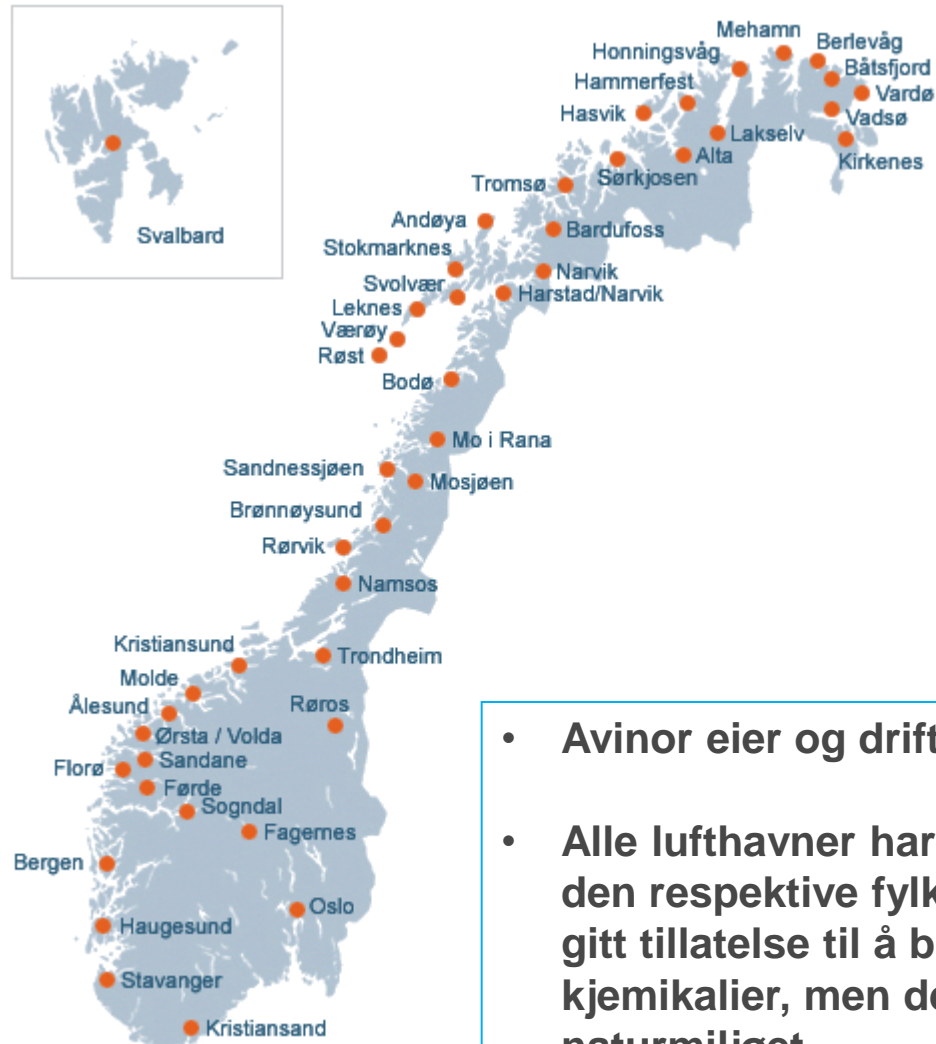 Mehamn
Berlevåg
Honningsvåg
Båtsfjord
Hammerfest
Vardø
Hasvik
Vadsø
Lakselv
Alta
Kirkenes
Sørkjosen
Tromsø
Andøya
Bardufoss
Svalbard
Stokmarknes
Narvik
Svolvær
Harstad/Narvik
Leknes
Værøy
Røst
Bodø
Mo i Rana
Sandnessjøen
Mosjøen
Brønnøysund
Rørvik
Namsos
Kristiansund
Trondheim
Molde
Røros
Ålesund
Ørsta / Volda
Sandane
Florø
Førde
Sogndal
Fagernes
Bergen
Oslo
Haugesund
Stavanger
Kristiansand
• Avinor eier og drift
• Alle lufthavner har
den respektive fylk
gitt tillatelse til å b
kjemikalier, men de